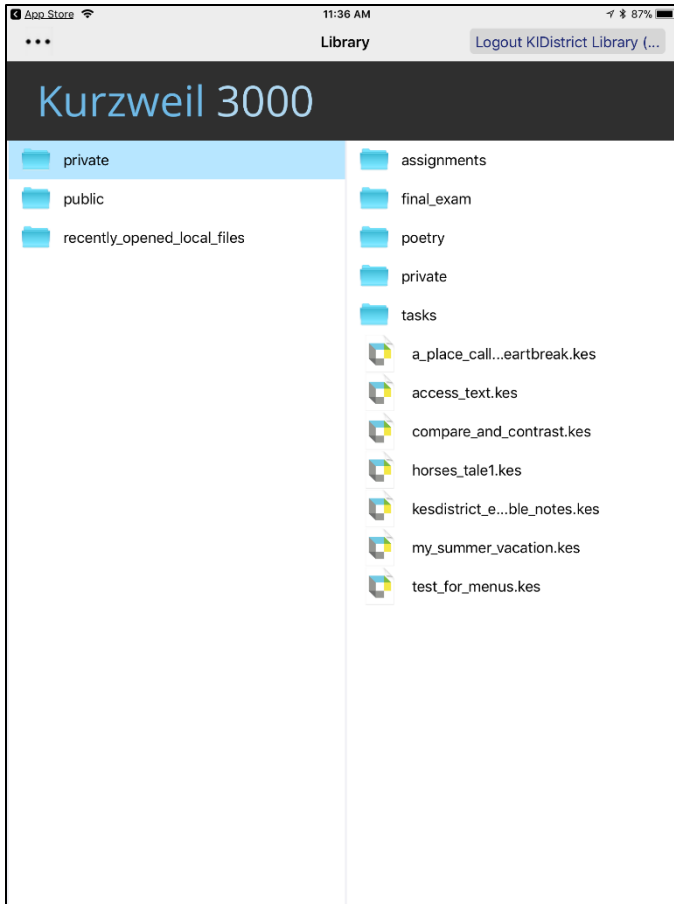 App Store
11:36 AM
87%
•••
Library
Logout KIDistrict Library (...
Kurzweil 3000
private
public
recently_opened_local_files
assignments
final_exam
poetry
private
tasks
a_place_call...eartbreak.kes
access_text.kes
compare_and_contrast.kes
horses_tale1.kes
kesdistrict_e...ble_notes.kes
my_summer_vacation.kes
test_for_menus.kes